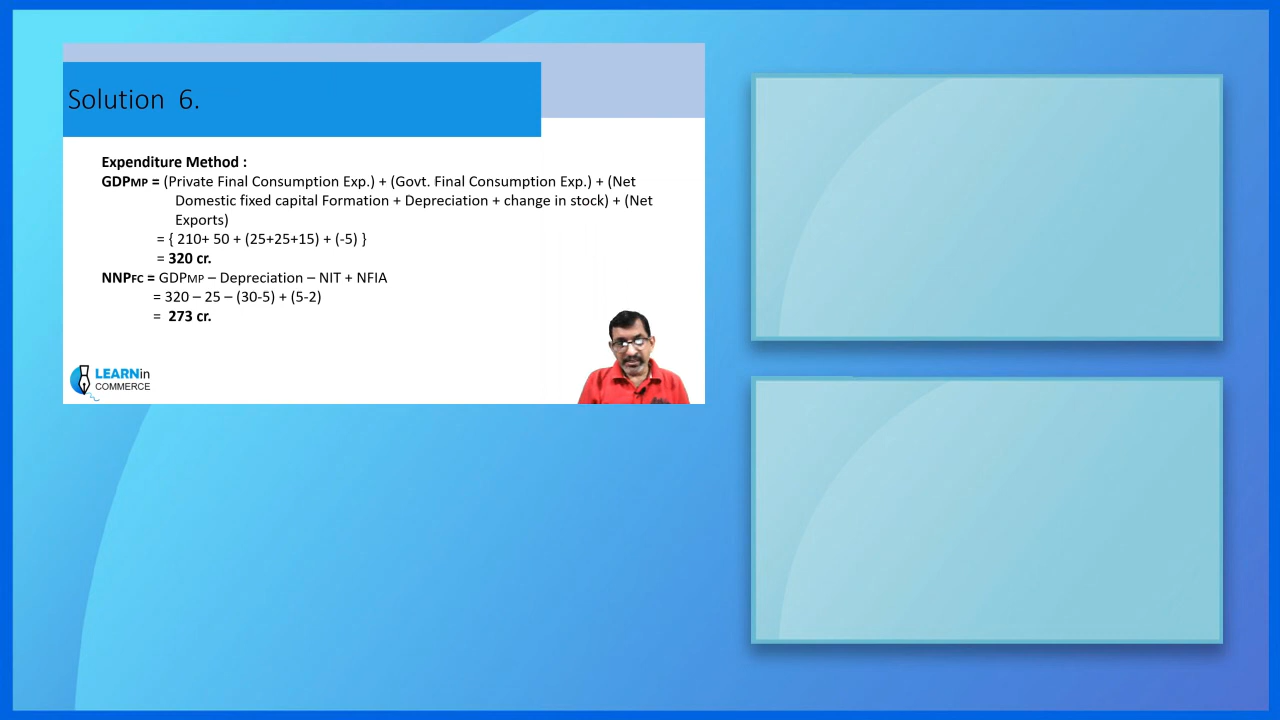 Solution 6.
Expenditure Method :
GDPMP = (Private Final Consumption Exp.) + (Govt. Final Consumption Exp.) + (Net
Domestic fixed capital Formation + Depreciation + change in stock) + (Net
Exports)
= { 210+ 50 + (25+25+15) + (-5) }
= 320 cr.
NNPFC = GDPMP – Depreciation – NIT + NFIA
= 320 – 25 – (30-5) + (5-2)
= 273 cr.
LEARNin
COMMERCE